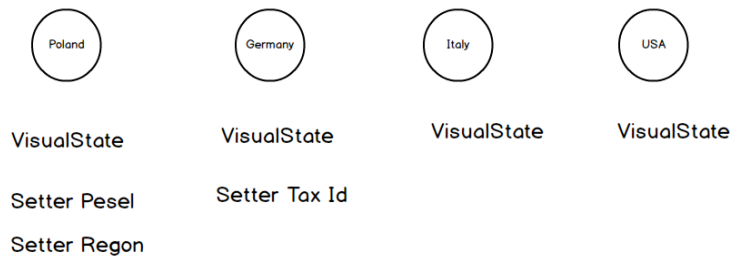 Poland
Germany
Italy
USA
VisualState
VisualState
VisualState
VisualState
Setter Pesel
Setter Tax Id
Setter Regon